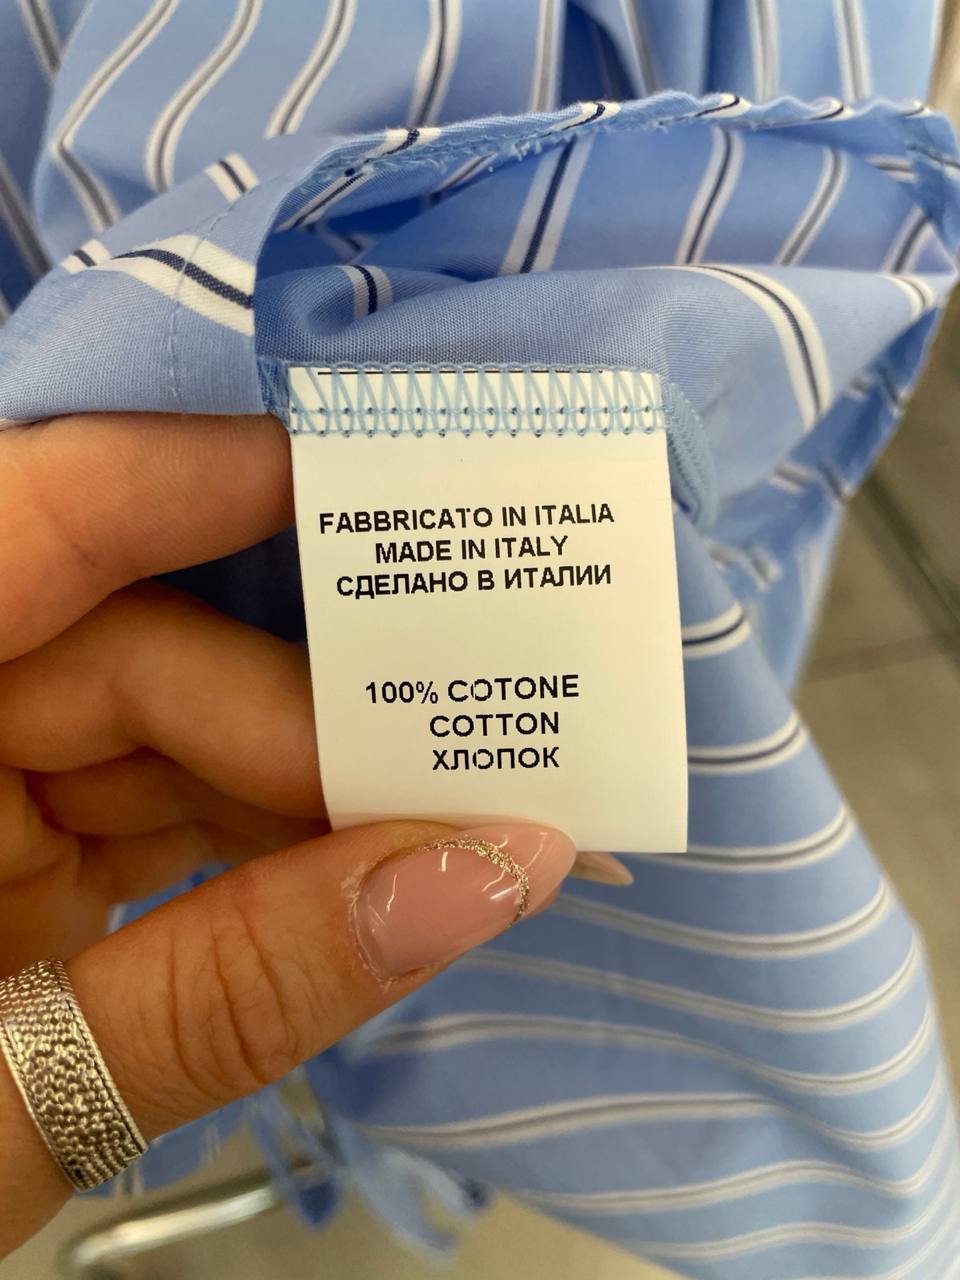 FABBRICATO IN ITALIA
MADE IN ITALY
СДЕЛАНО В ИТАЛИИ
100% COTONE
COTTON
ХЛОПОК